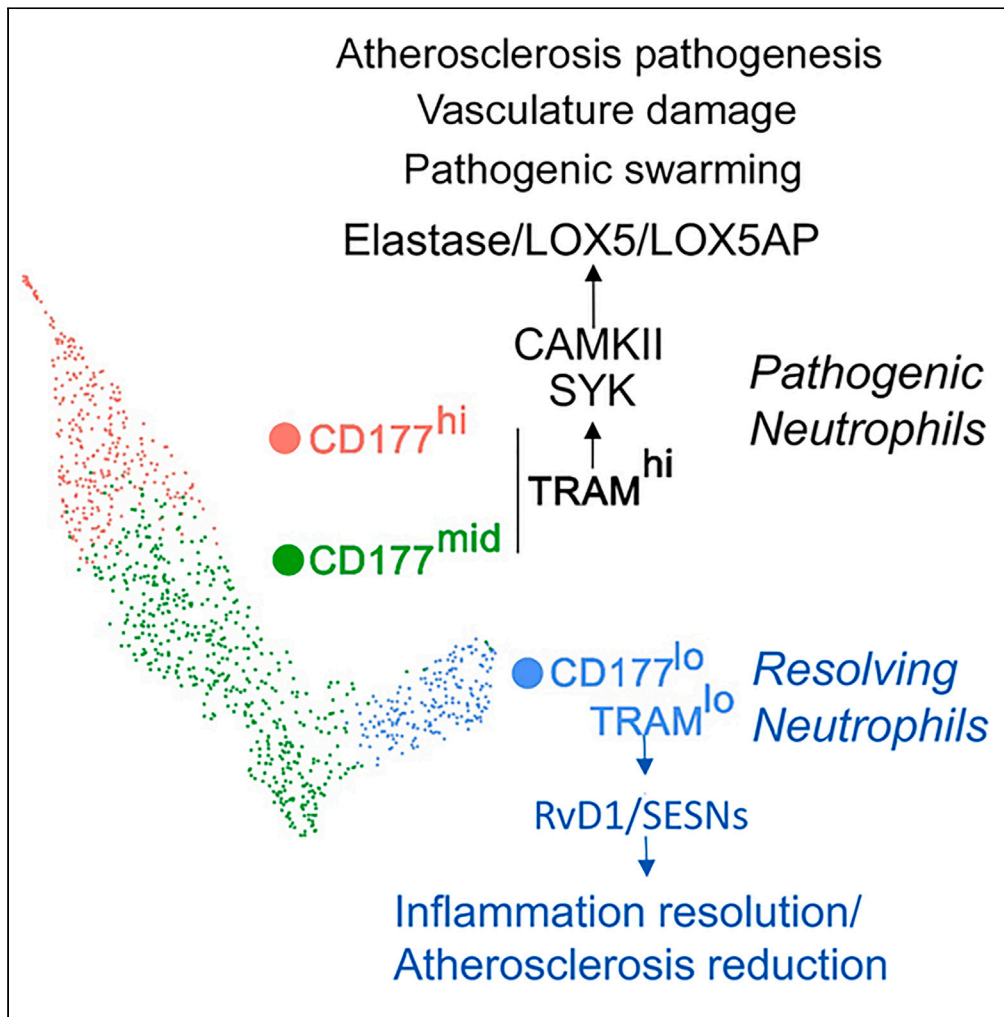 Atherosclerosis pathogenesis
Vasculature damage
Pathogenic swarming
Elastase/LOX5/LOX5AP
CAMKII
SYK
TRAMhi
Pathogenic
Neutrophils
CD177hi
CD177mid
CD177lo
TRAMlo
Resolving
Neutrophils
RvD1/SESNs
Inflammation resolution/
Atherosclerosis reduction